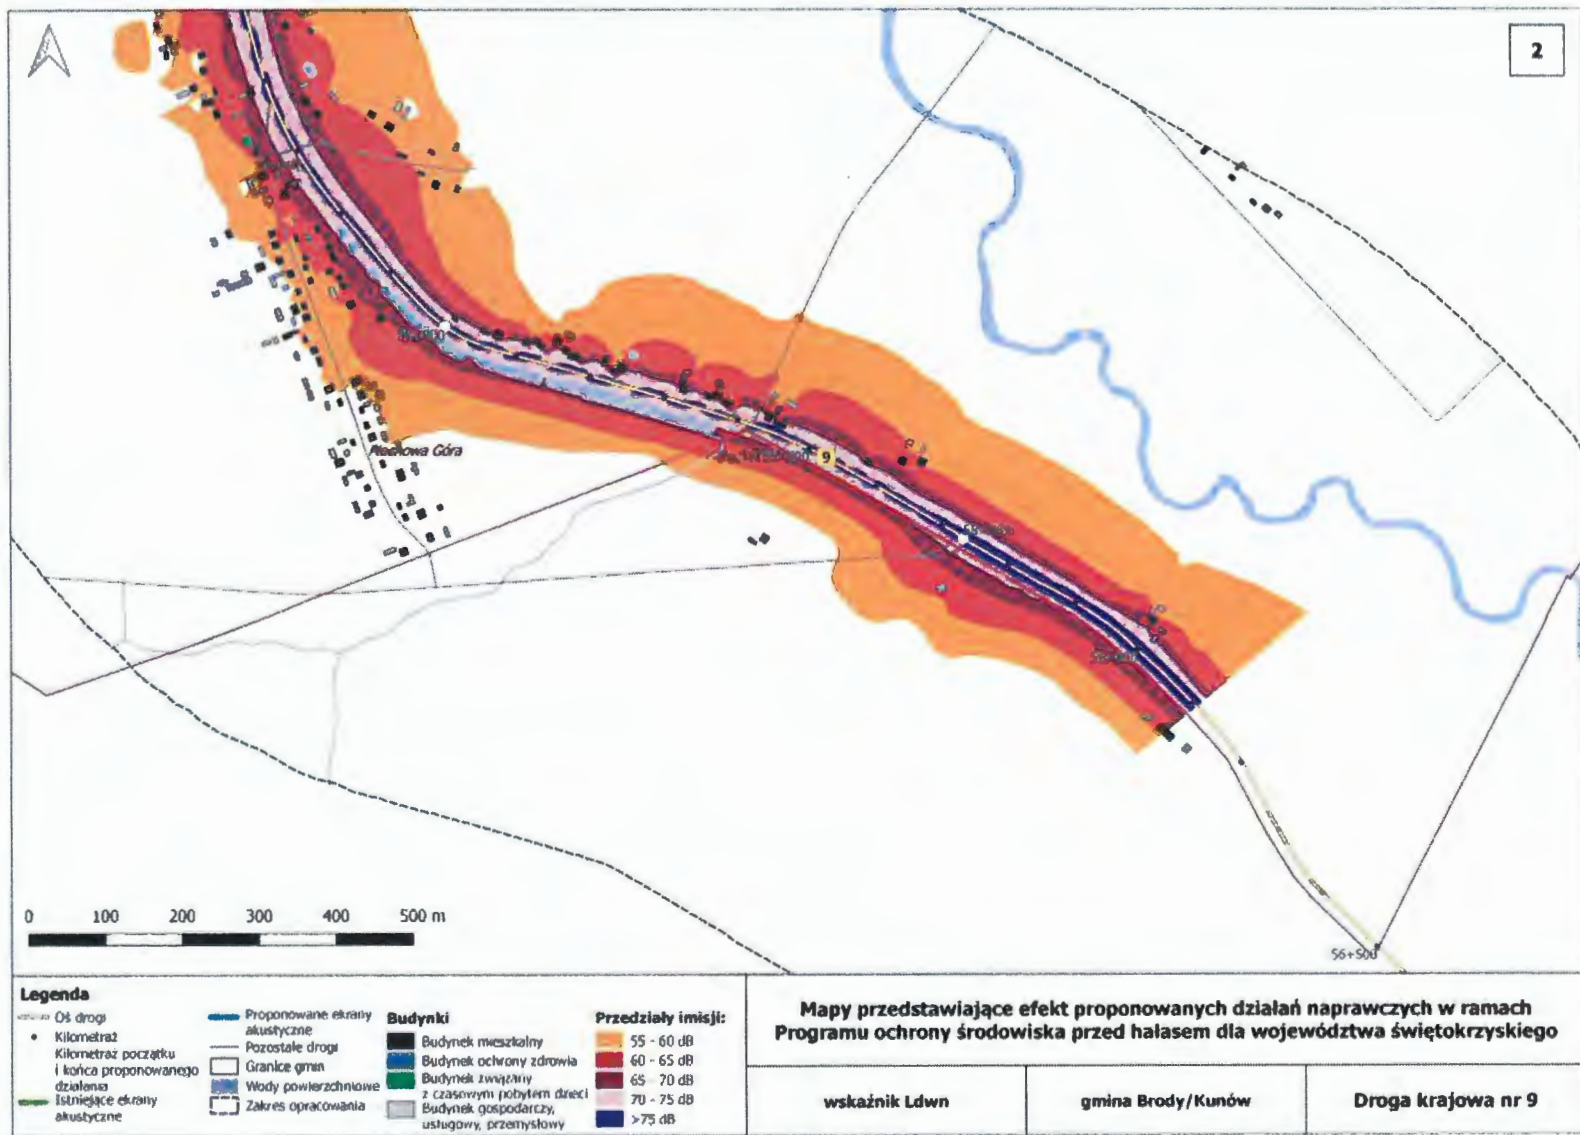 2
9
56+500
0 100 200 300 400 500 m
Legenda
Oś drogi
Kilometraż
Kilometraż początku
i końca proponowanego
działania
Istniejące ekrany
akustyczne
Proponowane ekrany
akustyczne
Pozostałe drogi
Granice gmin
Wody powierzchniowe
Zakres opracowania
Budynki
Budynek mieszkalny
Budynek ochrony zdrowia
Budynek związany
z czasowym pobytem dzieci
Budynek gospodarczy,
usługowy, przemysłowy
Przedziały imisji:
55 - 60 dB
60 - 65 dB
65 - 70 dB
70 - 75 dB
>75 dB
Mapy przedstawiające efekt proponowanych działań naprawczych w ramach
Programu ochrony środowiska przed hałasem dla województwa świętokrzyskiego
wskaźnik Ldwn
gmina Brody/Kunów
Droga krajowa nr 9